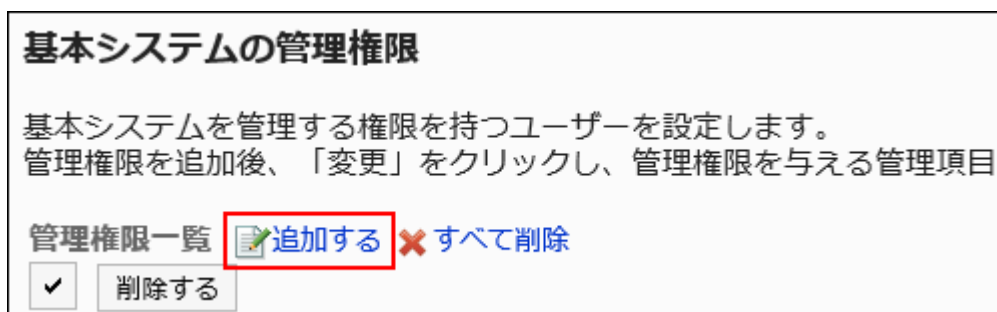 基本システムの管理権限
基本システムを管理する権限を持つユーザーを設定します。
管理権限を追加後、「変更」をクリックし、管理権限を与える管理項目
管理権限一覧 追加する すべて削除
削除する